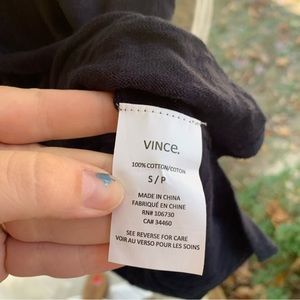 VINCE.
100% COTTON/COTON
S / P
MADE IN CHINA
FABRIQUÉ EN CHINE
RN# 106730
CA# 34460
SEE REVERSE FOR CARE
VOIR AU VERSO POUR LES SOINS